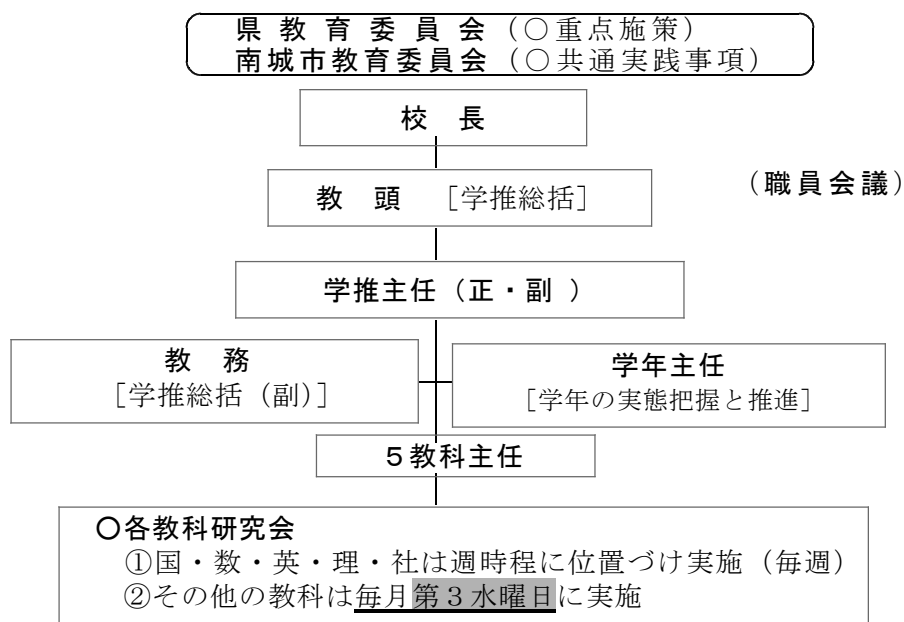 県教育委員会（○重点施策）
南城市教育委員会（○共通実践事項）
校　長
教　頭　［学推総括］
（職員会議）
学推主任（正・副　）
教　務
［学推総括（副）］
学年主任
［学年の実態把握と推進］
５教科主任
○各教科研究会
①国・数・英・理・社は週時程に位置づけ実施（毎週）
②その他の教科は毎月第３水曜日に実施